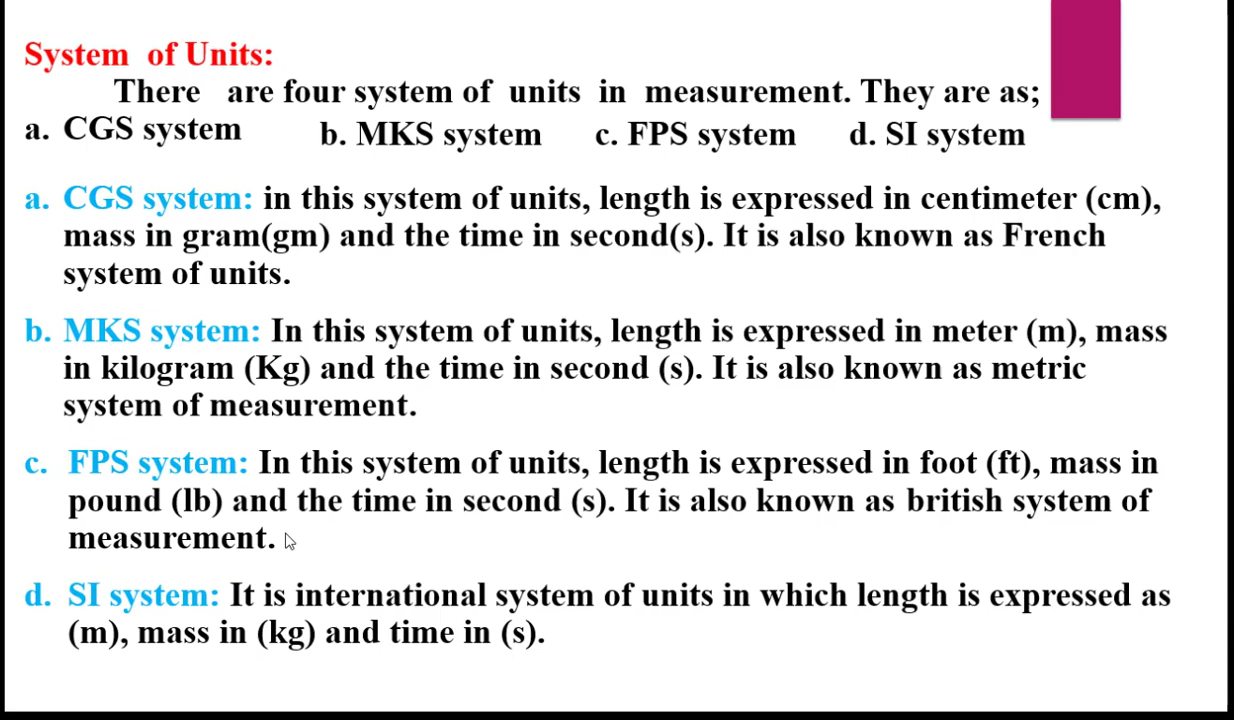 System of Units:
There are four system of units in measurement. They are as;
a. CGS system b. MKS system c. FPS system d. SI system
a. CGS system: in this system of units, length is expressed in centimeter (cm),
mass in gram(gm) and the time in second(s). It is also known as French
system of units.
b. MKS system: In this system of units, length is expressed in meter (m), mass
in kilogram (Kg) and the time in second (s). It is also known as metric
system of measurement.
c. FPS system: In this system of units, length is expressed in foot (ft), mass in
pound (lb) and the time in second (s). It is also known as british system of
measurement.
d. SI system: It is international system of units in which length is expressed as
(m), mass in (kg) and time in (s).